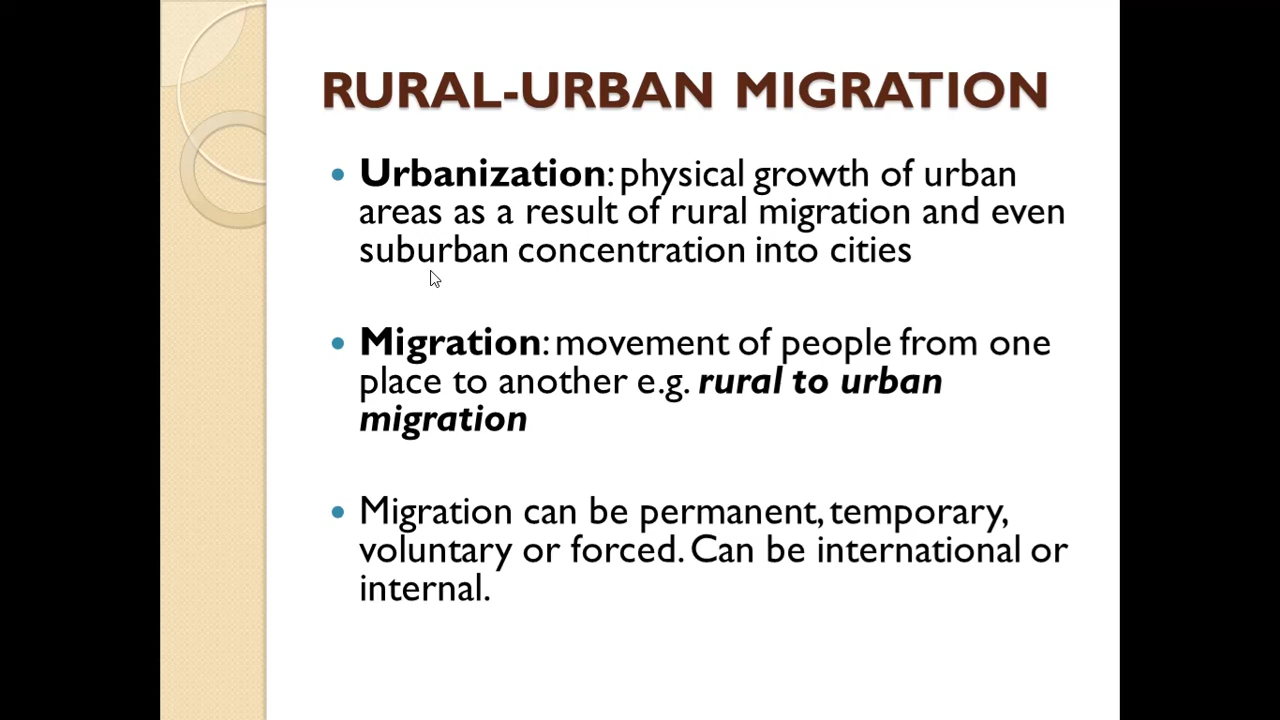 RURAL-URBAN MIGRATION
• Urbanization: physical growth of urban
areas as a result of rural migration and even
suburban concentration into cities
• Migration: movement of people from one
place to another e.g. rural to urban
migration
• Migration can be permanent, temporary,
voluntary or forced. Can be international or
internal.